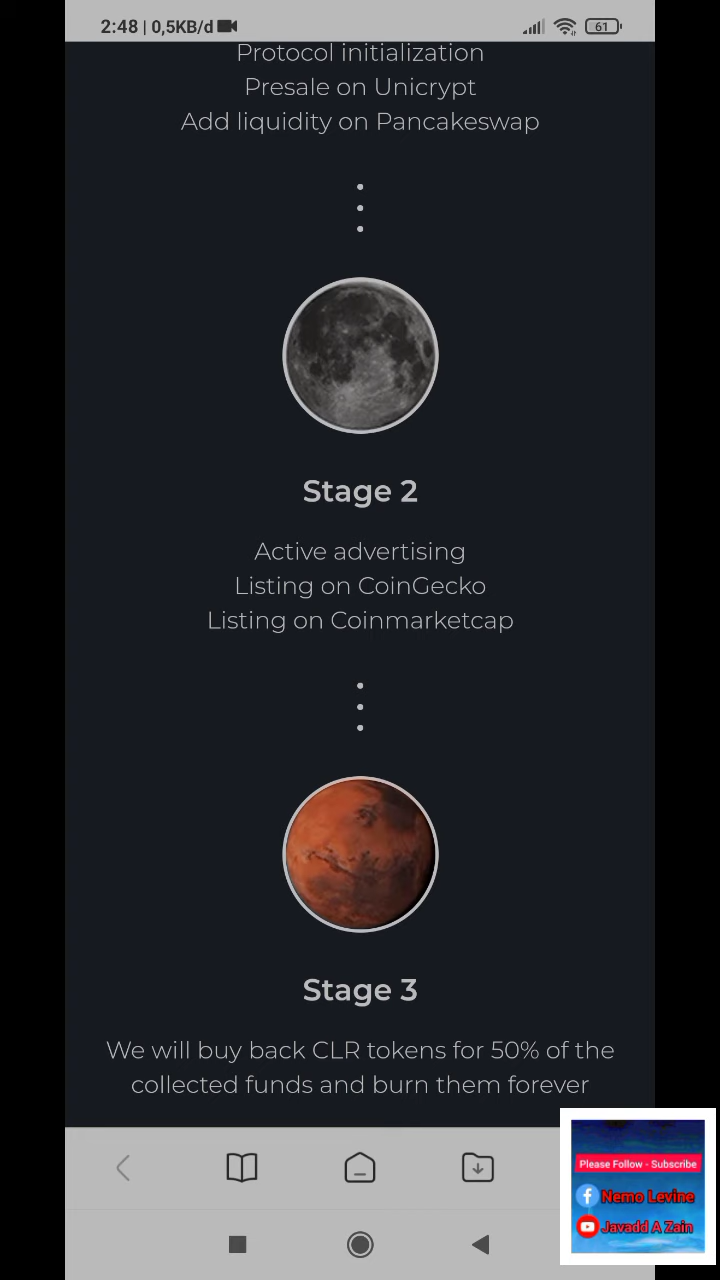 2:48 | 0,5KB/d
61
Protocol initialization
Presale on Unicrypt
Add liquidity on Pancakeswap
Stage 2
Active advertising
Listing on CoinGecko
Listing on Coinmarketcap
Stage 3
We will buy back CLR tokens for 50% of the
collected funds and burn them forever
Please Follow - Subscribe
Nemo Levine
Javadd A Zain